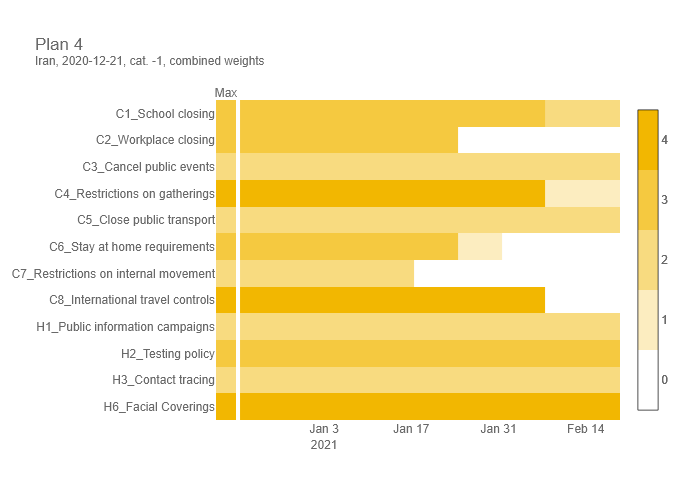 Plan 4
Iran, 2020-12-21, cat. -1, combined weights
Max
C1_School closing
C2_Workplace closing
C3_Cancel public events
C4_Restrictions on gatherings
C5_Close public transport
C6_Stay at home requirements
C7_Restrictions on internal movement
C8_International travel controls
H1_Public information campaigns
H2_Testing policy
H3_Contact tracing
H6_Facial Coverings
Jan 3 Jan 17 Jan 31 Feb 14
2021
4
3
2
1
0